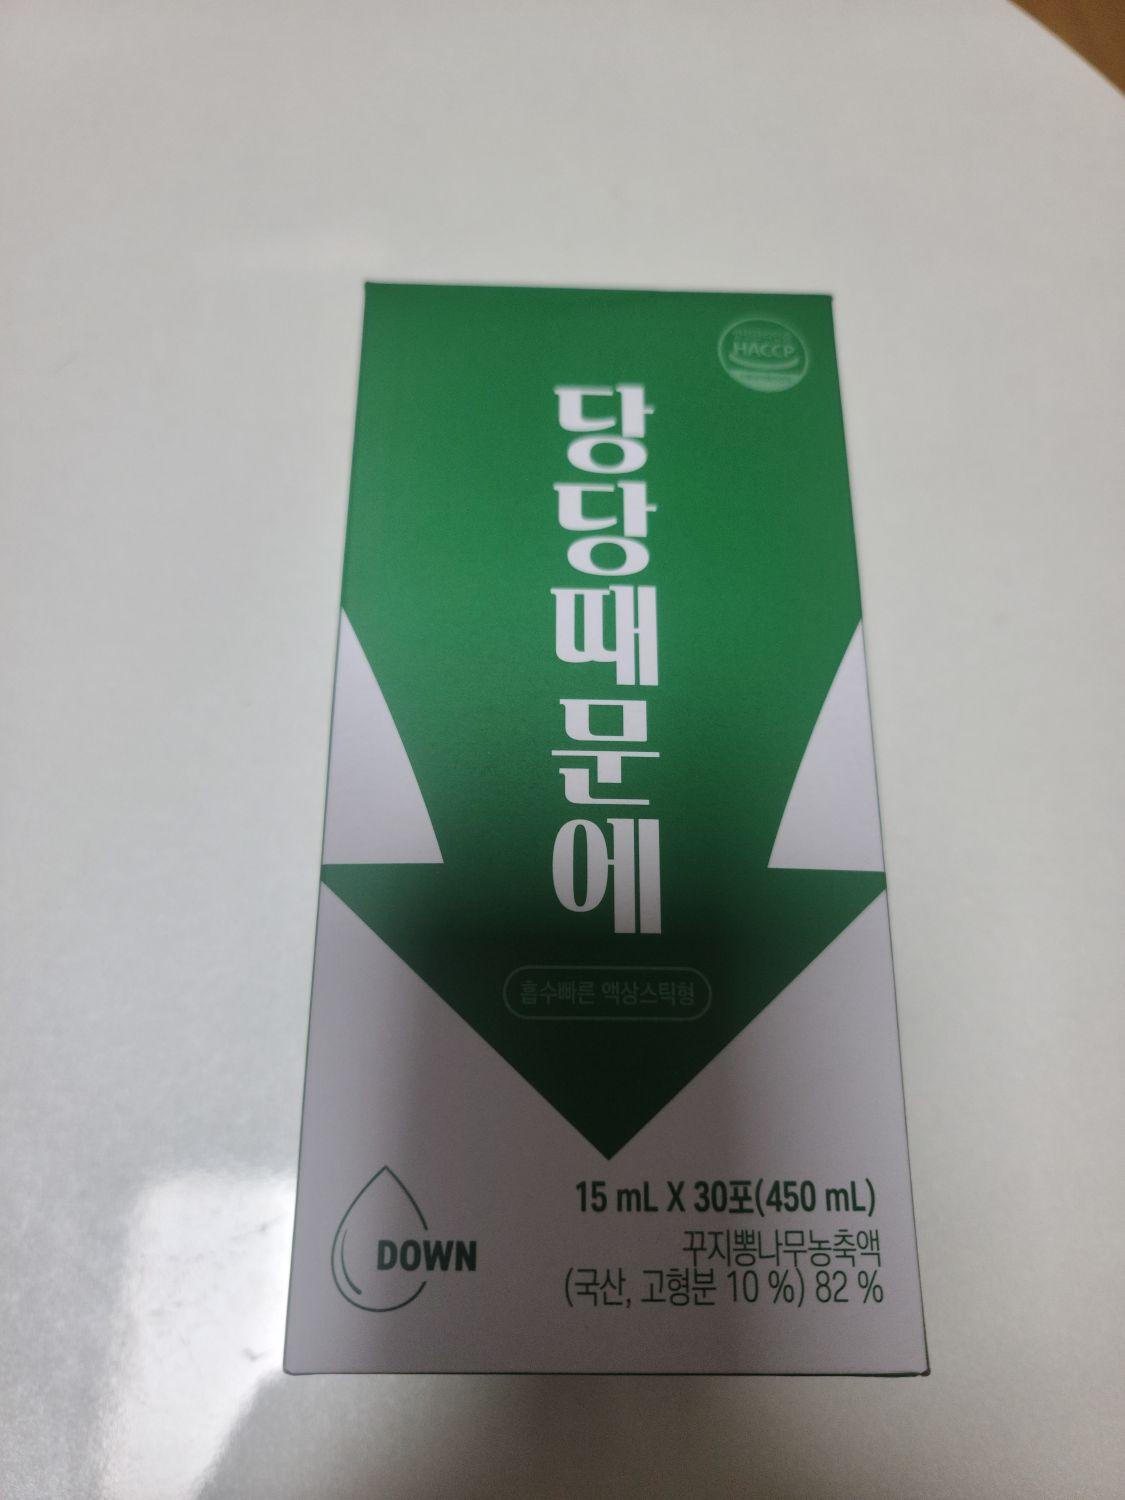 HACCP
당당때문에
흡수빠른 액상스틱형
DOWN
15 mL X 30포(450 mL)
꾸지뽕나무농축액
(국산, 고형분 10 %) 82 %